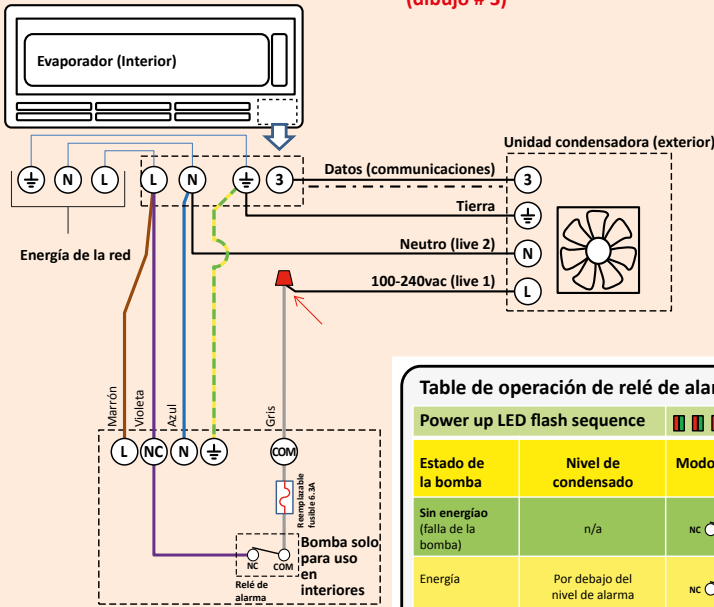 (dibujo # 3)
Evaporador (Interior)
Unidad condensadora (exterior)
N L L N 3
Datos (communicaciones)
3
Tierra
Energía de la red
Neutro (live 2)
N
100-240vac (live 1)
L
Marrón
Violeta
Azul
Gris
L NC N COM
Reemplazable
fusible 6.3A
Bomba solo
para uso
en
interiores
NC COM
Relé de
alarma
Table de operación de relé de alar
Power up LED flash sequence
Estado de
la bomba
Nivel de
condensado
Modo
Sin energíao
(falla de la
bomba)
n/a
NC
Energía
Por debajo del
nivel de alarma
NC